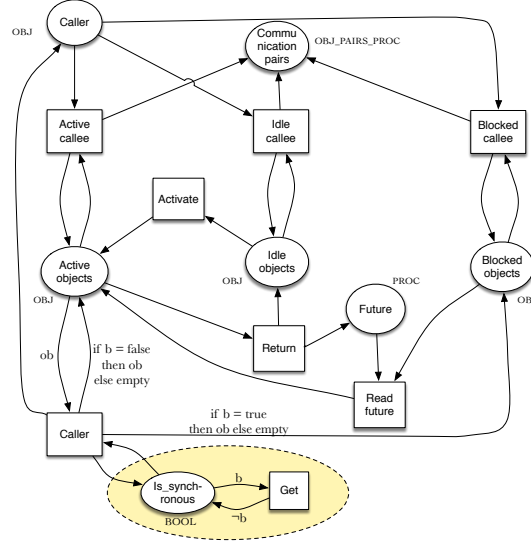 Caller
OBJ
Commu
nication
pairs
OBJ_PAIRS_PROC
Active
callee
Idle
callee
Blocked
callee
Activate
Active
objects
OBJ
Idle
objects
OBJ
PROC
Future
Blocked
objects
OB
Return
ob
if b = false
then ob
else empty
Read
future
Caller
if b = true
then ob else empty
Is_synch-
ronous
BOOL
b
¬b
Get